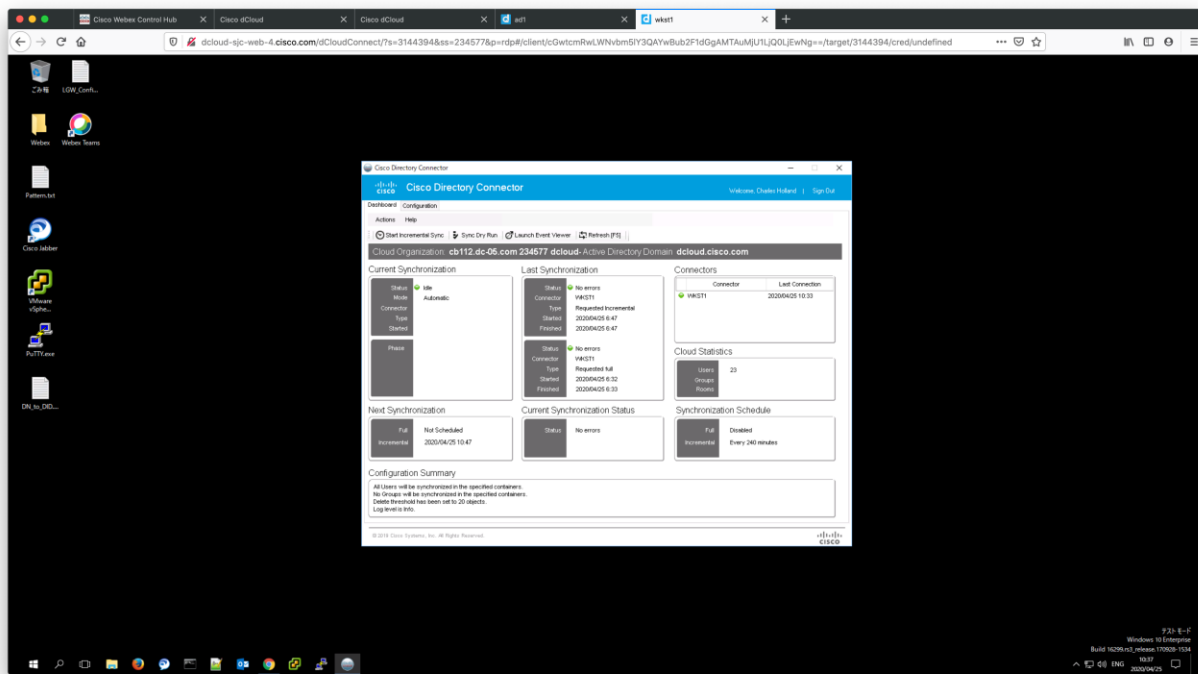 Cisco Webex Control Hub
Cisco dCloud
Cisco dCloud
ad1
wkst1
dcloud-sjc-web-4.cisco.com/dCloudConnect/?s=3144394&ss=234577&p=rdp#/client/
ごみ箱
LGW_Confi...
Webex
Webex Teams
Pattern.txt
Cisco Jabber
VMware
vSphe...
PuTTY.exe
DN_to_DID....
Cisco Directory Connector
CISCO
Cisco Directory Connector
Welcome, Charles Holland | Sign Out
Dashboard Configuration
Actions Help
Start Incremental Sync Sync Dry Run Launch Event Viewer Refresh [F5]
Cloud Organization: cb112.dc-05.com 234577 dcloud- Active Directory Domain dcloud.cisco.com
Current Synchronization
Status Idle
Mode Automatic
Connector
Type
Started
Phase
Last Synchronization
Status No errors
Connector WKST1
Type Requested Incremental
Started 2020/04/25 6:47
Finished 2020/04/25 6:47
Status No errors
Connector WKST1
Type Requested full
Started 2020/04/25 6:32
Finished 2020/04/25 6:33
Connectors
Connector Last Connection
WKST1 2020/04/25 10:33
Cloud Statistics
Users 23
Groups
Rooms
Next Synchronization
Full Not Scheduled
Incremental 2020/04/25 10:47
Current Synchronization Status
Status No errors
Synchronization Schedule
Full Disabled
Incremental Every 240 minutes
Configuration Summary
All Users will be synchronized in the specified containers.
No Groups will be synchronized in the specified containers.
Delete threshold has been set to 20 objects.
Log level is Info.
Cisco Systems, Inc. All Rights Reserved.
CISCO
テスト モード
Windows 10 Enterprise
Build 16299.rs3_release.170928-1534
ENG
10:37
2020/04/25